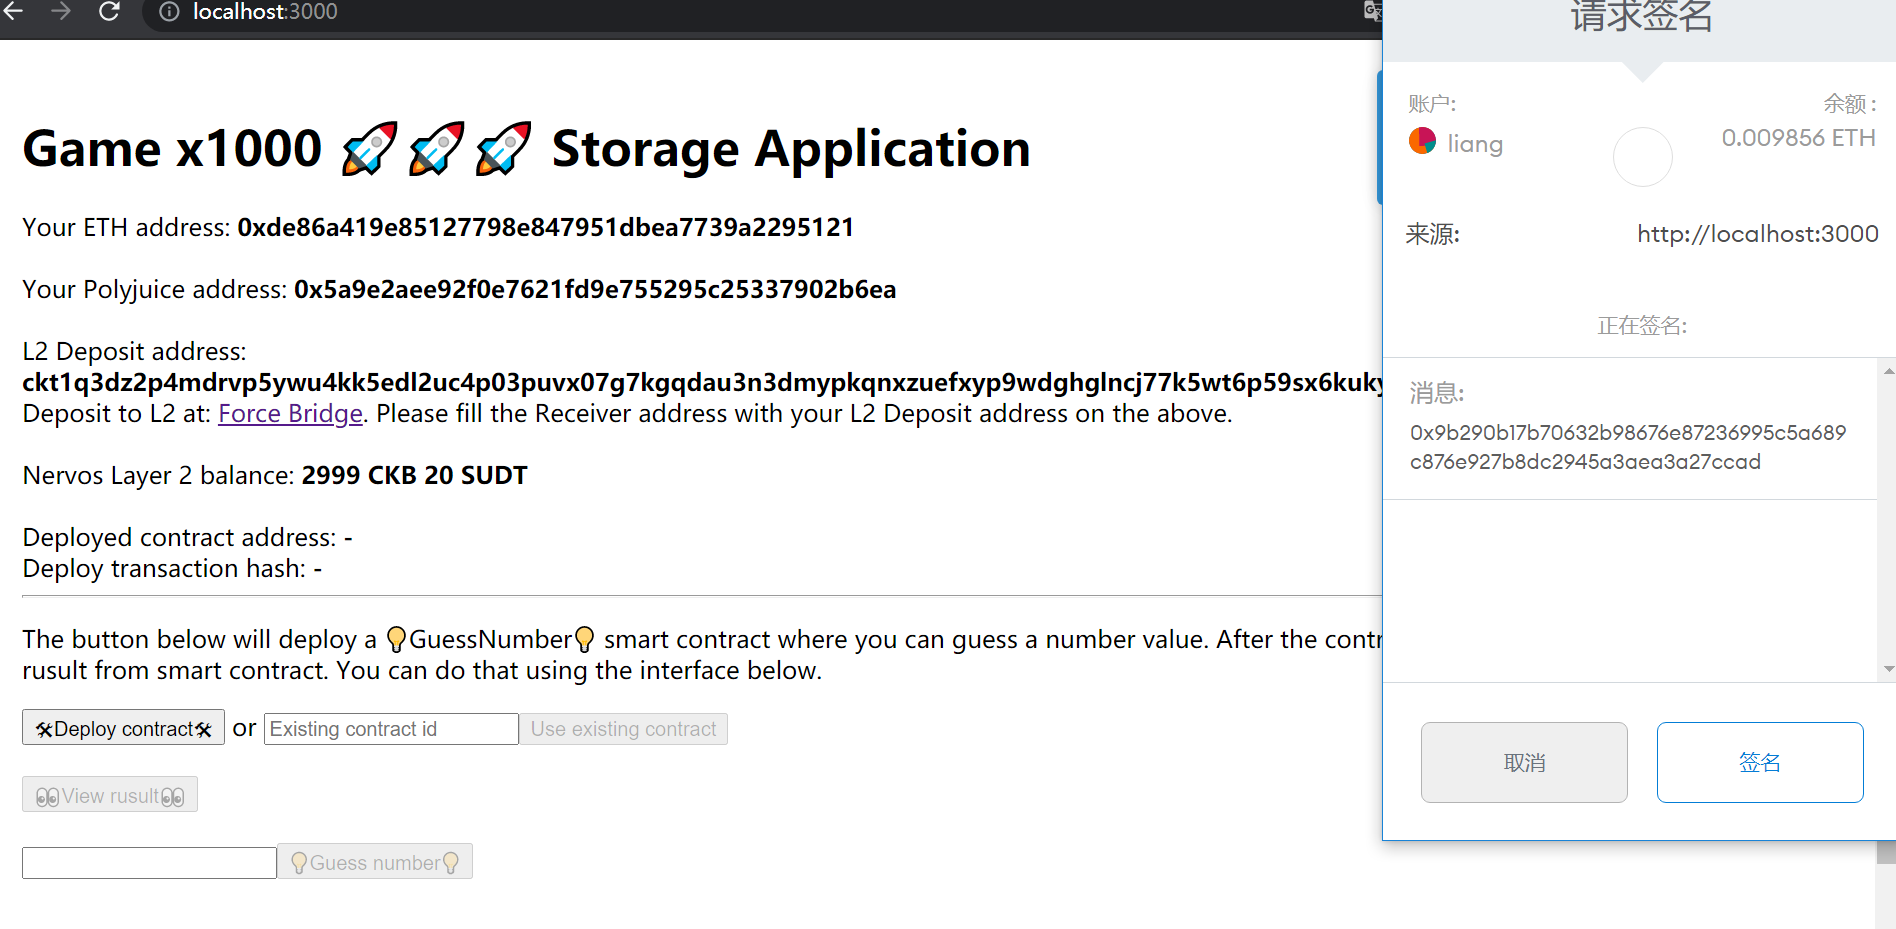 localhost:3000
Game x1000 🚀🚀🚀 Storage Application
Your ETH address: 0xde86a419e85127798e847951dbea7739a2295121
Your Polyjuice address: 0x5a9e2aee92f0e7621fd9e755295c25337902b6ea
L2 Deposit address:
ckt1q3dz2p4mdrvp5ywu4kk5edl2uc4p03puvx07g7kgqdau3n3dmypkqnxzuefxyp9wdghglncj77k5wt6p59sx6kuky
Deposit to L2 at: Force Bridge. Please fill the Receiver address with your L2 Deposit address on the above.
Nervos Layer 2 balance: 2999 CKB 20 SUDT
Deployed contract address: -
Deploy transaction hash: -
The button below will deploy a 💡GuessNumber💡 smart contract where you can guess a number value. After the contr
rusult from smart contract. You can do that using the interface below.
🛠Deploy contract🛠 or Existing contract id Use existing contract
👀View rusult👀
💡Guess number💡
请求签名
账户: 余额 :
liang 0.009856 ETH
来源: http://localhost:3000
正在签名:
消息:
0x9b290b17b70632b98676e87236995c5a689
c876e927b8dc2945a3aea3a27ccad
取消 签名